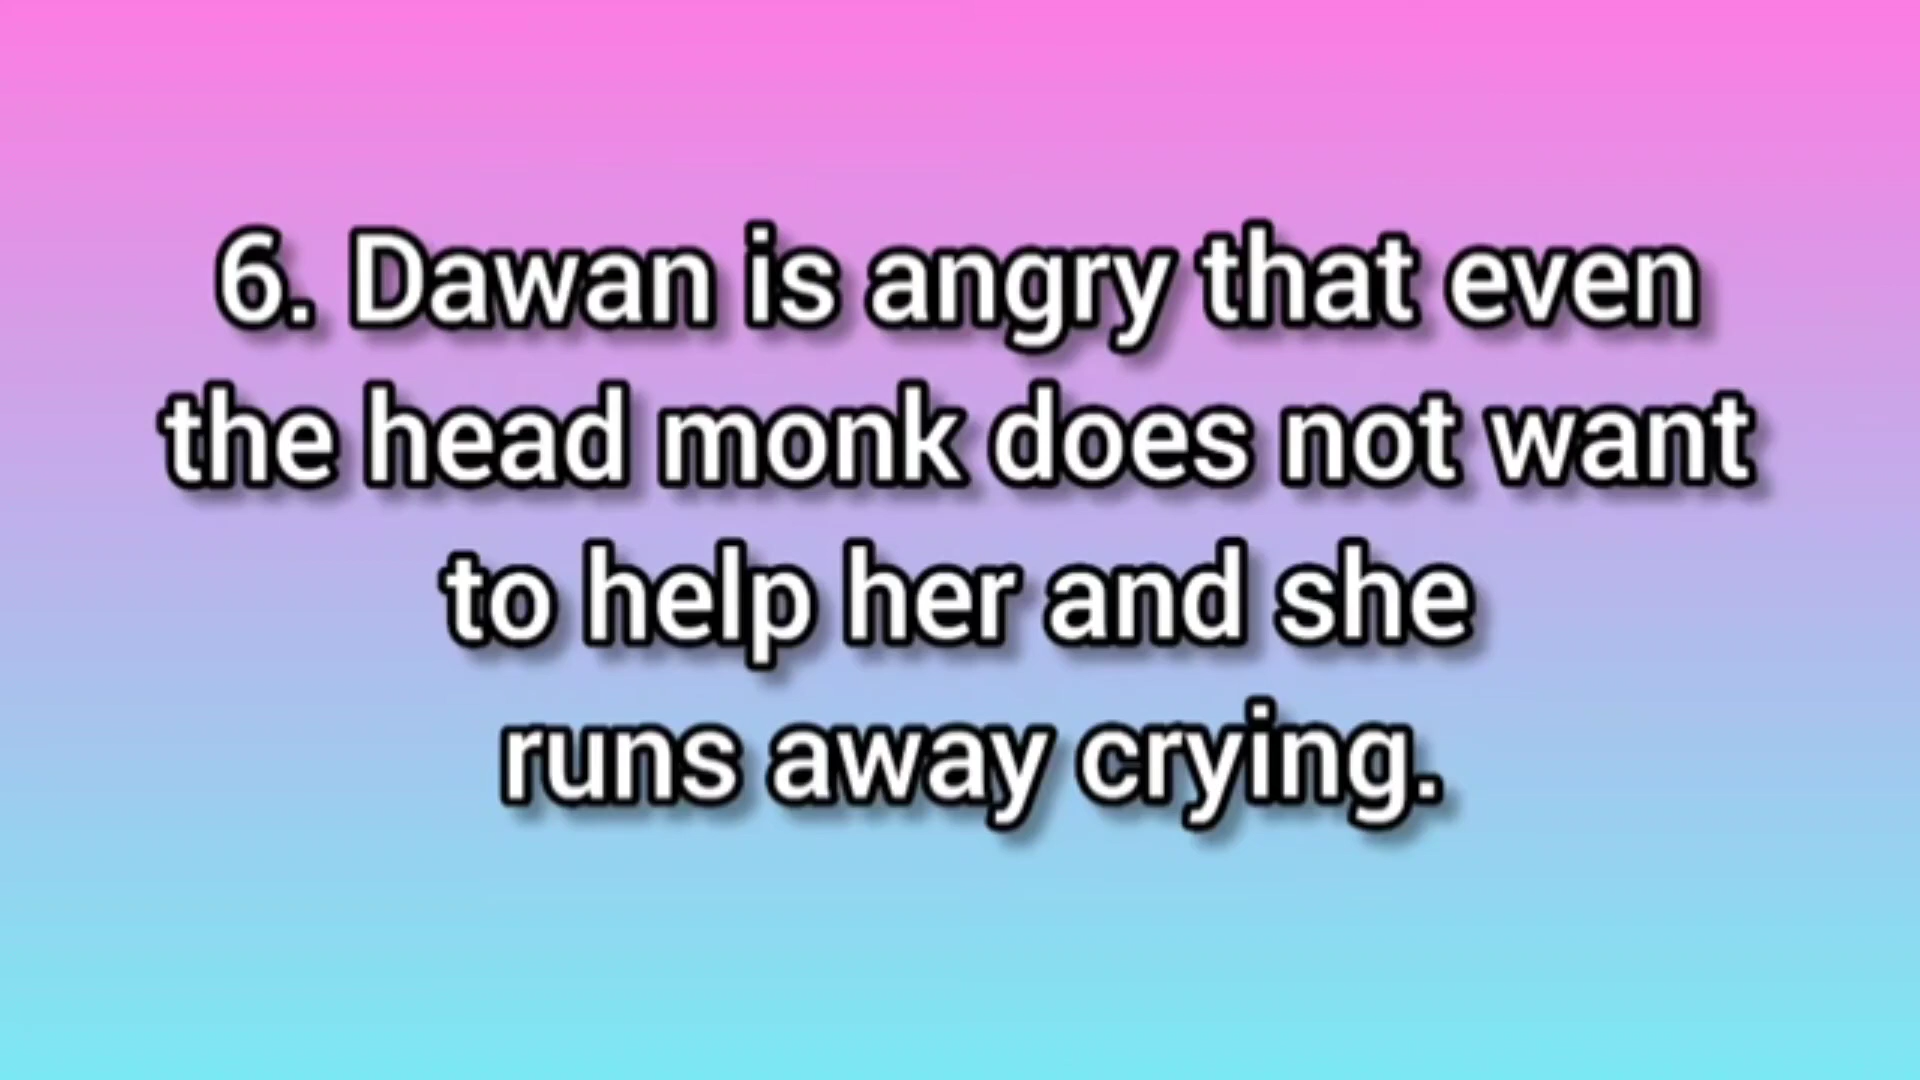 6. Dawan is angry that even
the head monk does not want
to help her and she
runs away crying.